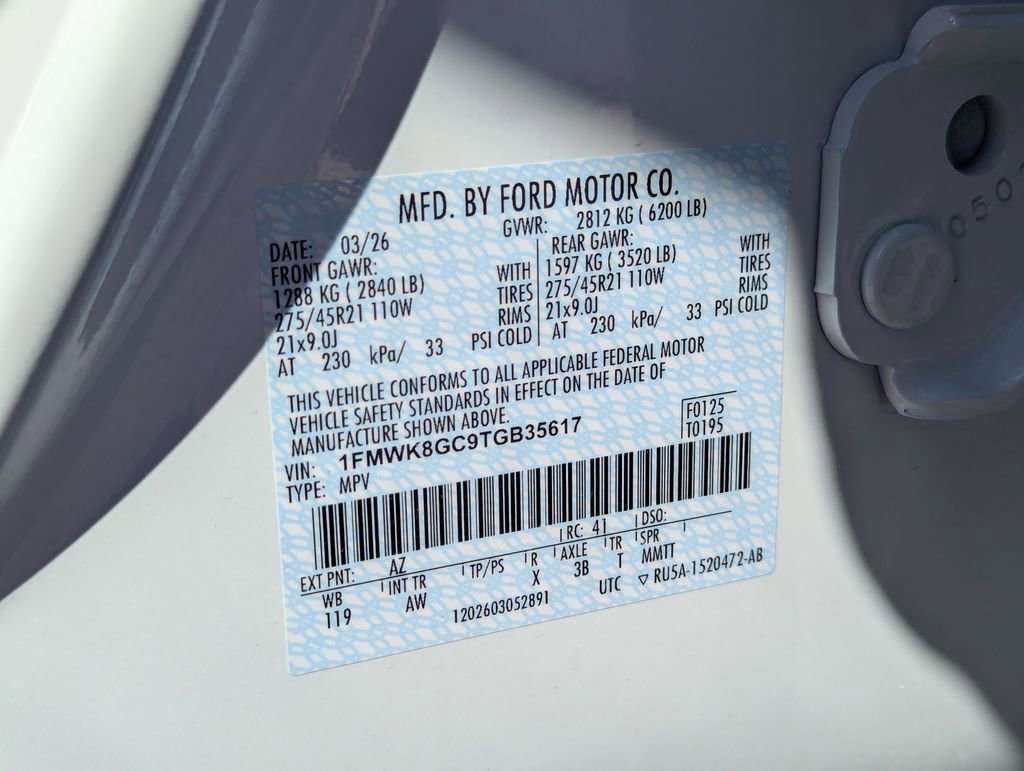 MFD. BY FORD MOTOR CO.
DATE: 03/26 GVWR: 2812 KG ( 6200 LB)
FRONT GAWR: REAR GAWR:
1288 KG ( 2840 LB) WITH 1597 KG ( 3520 LB) WITH
275/45R21 110W TIRES 275/45R21 110W TIRES
21x9.0J RIMS 21x9.0J RIMS
AT 230 kPa/ 33 PSI COLD AT 230 kPa/ 33 PSI COLD
THIS VEHICLE CONFORMS TO ALL APPLICABLE FEDERAL MOTOR
VEHICLE SAFETY STANDARDS IN EFFECT ON THE DATE OF
MANUFACTURE SHOWN ABOVE.
VIN: 1FMWK8GC9TGB35617
TYPE: MPV
F0125
T0195
EXT PNT: AZ RC: 41 DSO:
WB INT TR TP/PS R AXLE TR SPR
119 AW X 3B T MMTT
1202603052891 UTC ▽ RU5A-1520472-AB